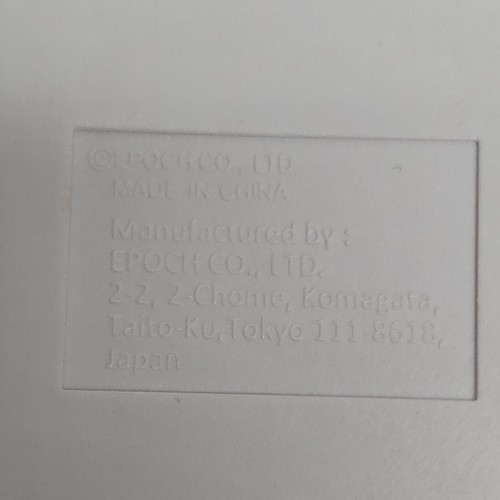 ©EPOCH CO., LTD.
MADE IN CHINA
Manufactured by :
EPOCH CO., LTD.
2-2, 2-Chome, Komagata,
Taito-Ku,Tokyo 111-8618,
Japan